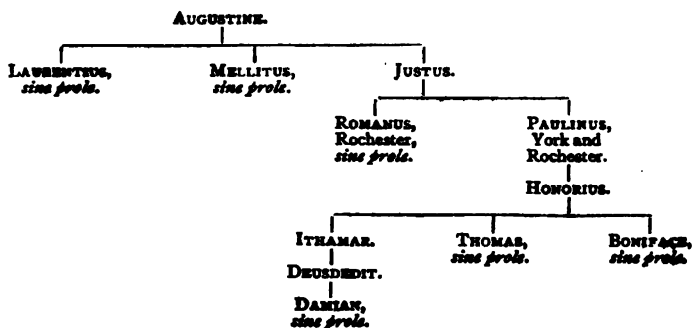 AUGUSTINE.
LAURENTIUS, MELLITUS, JUSTUS.
sine prole. sine prole.
ROMANUS, PAULINUS,
Rochester, York and
sine prole. Rochester.
HONORIUS.
ITHAMAR. THOMAS, BONIFACE,
sine prole. sine prole.
DEUSDEDIT.
DAMIAN,
sine prole.